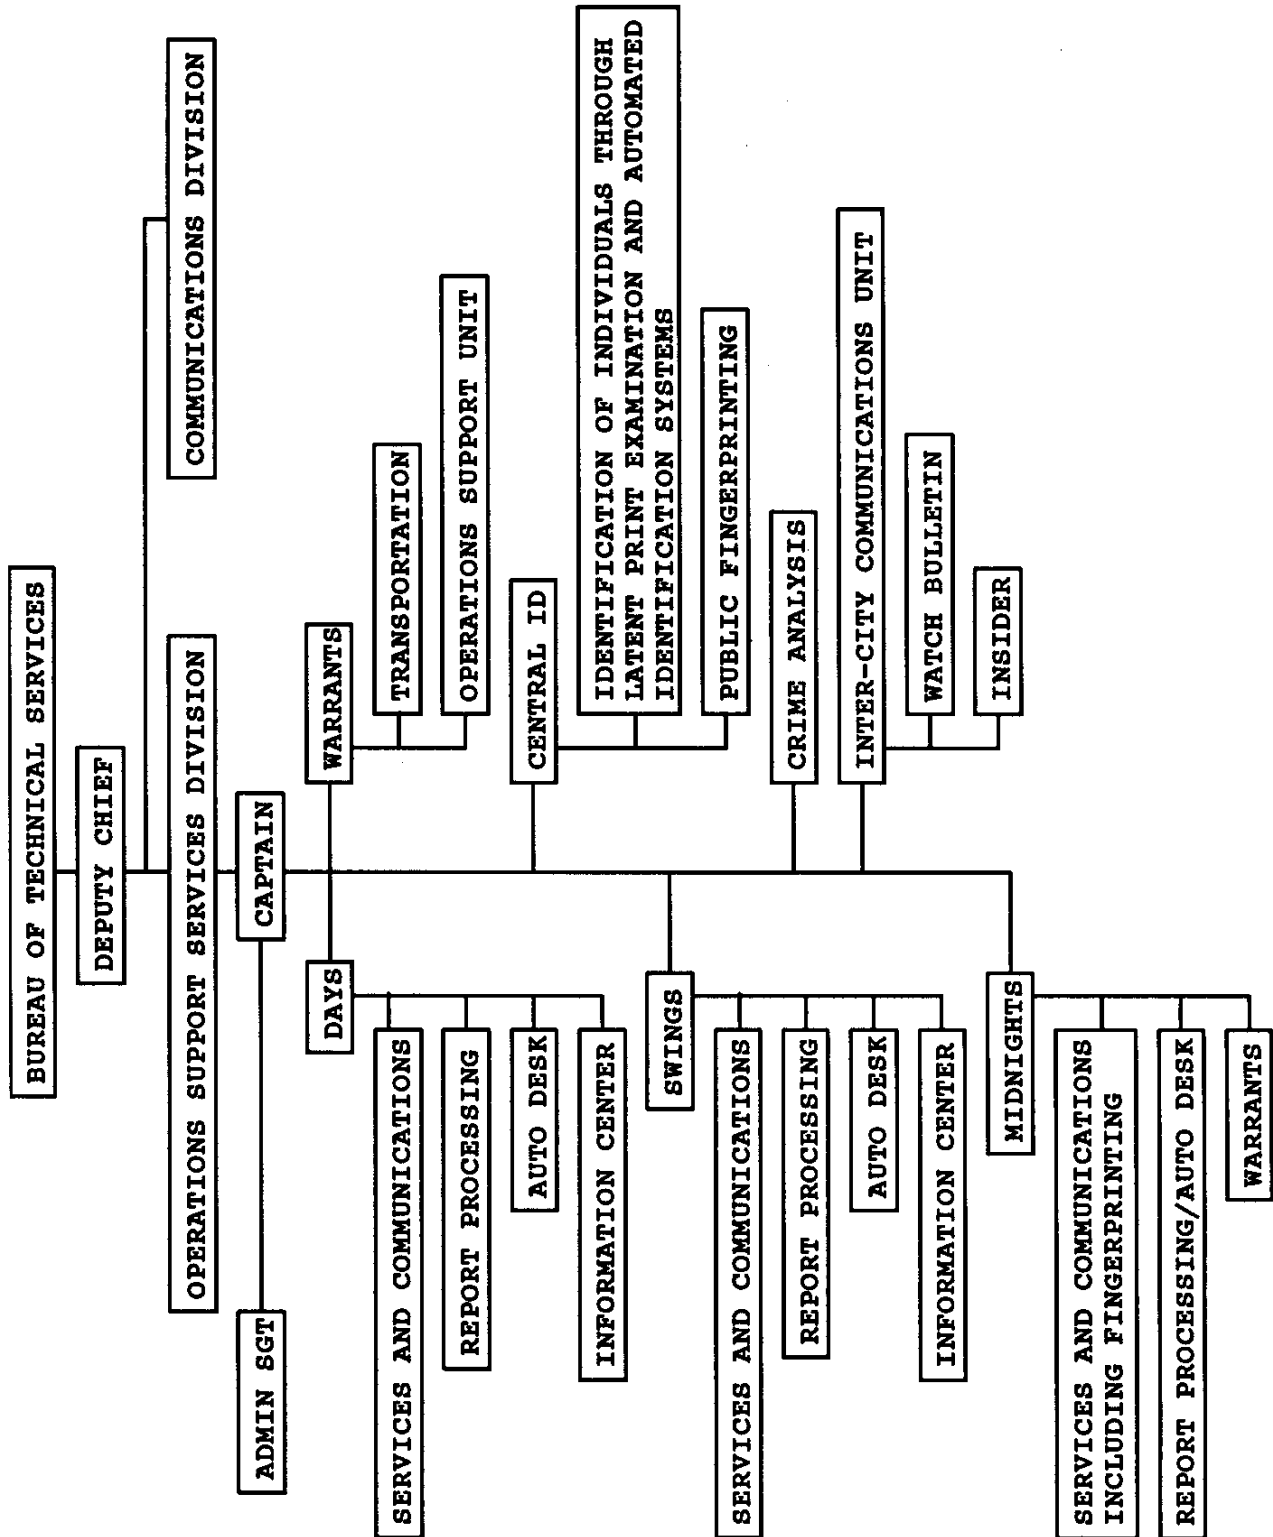 BUREAU OF TECHNICAL SERVICES
DEPUTY CHIEF
OPERATIONS SUPPORT SERVICES DIVISION
COMMUNICATIONS DIVISION
ADMIN SGT
CAPTAIN
DAYS
SERVICES AND COMMUNICATIONS
REPORT PROCESSING
AUTO DESK
INFORMATION CENTER
WARRANTS
TRANSPORTATION
OPERATIONS SUPPORT UNIT
CENTRAL ID
IDENTIFICATION OF INDIVIDUALS THROUGH
LATENT PRINT EXAMINATION AND AUTOMATED
IDENTIFICATION SYSTEMS
PUBLIC FINGERPRINTING
SWINGS
SERVICES AND COMMUNICATIONS
REPORT PROCESSING
AUTO DESK
INFORMATION CENTER
CRIME ANALYSIS
INTER-CITY COMMUNICATIONS UNIT
WATCH BULLETIN
INSIDER
MIDNIGHTS
SERVICES AND COMMUNICATIONS
INCLUDING FINGERPRINTING
REPORT PROCESSING/AUTO DESK
WARRANTS